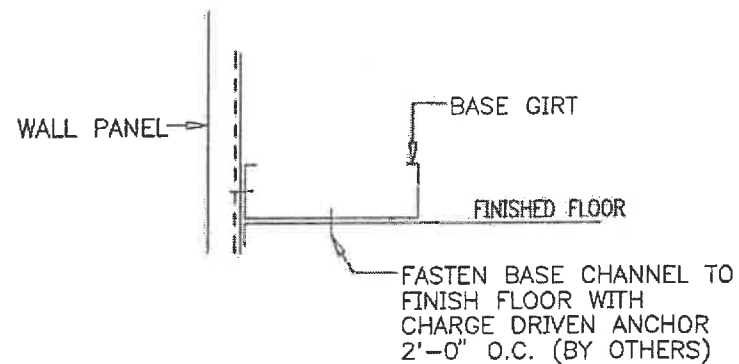 BASE GIRT
WALL PANEL
FINISHED FLOOR
FASTEN BASE CHANNEL TO
FINISH FLOOR WITH
CHARGE DRIVEN ANCHOR
2'-0" O.C. (BY OTHERS)